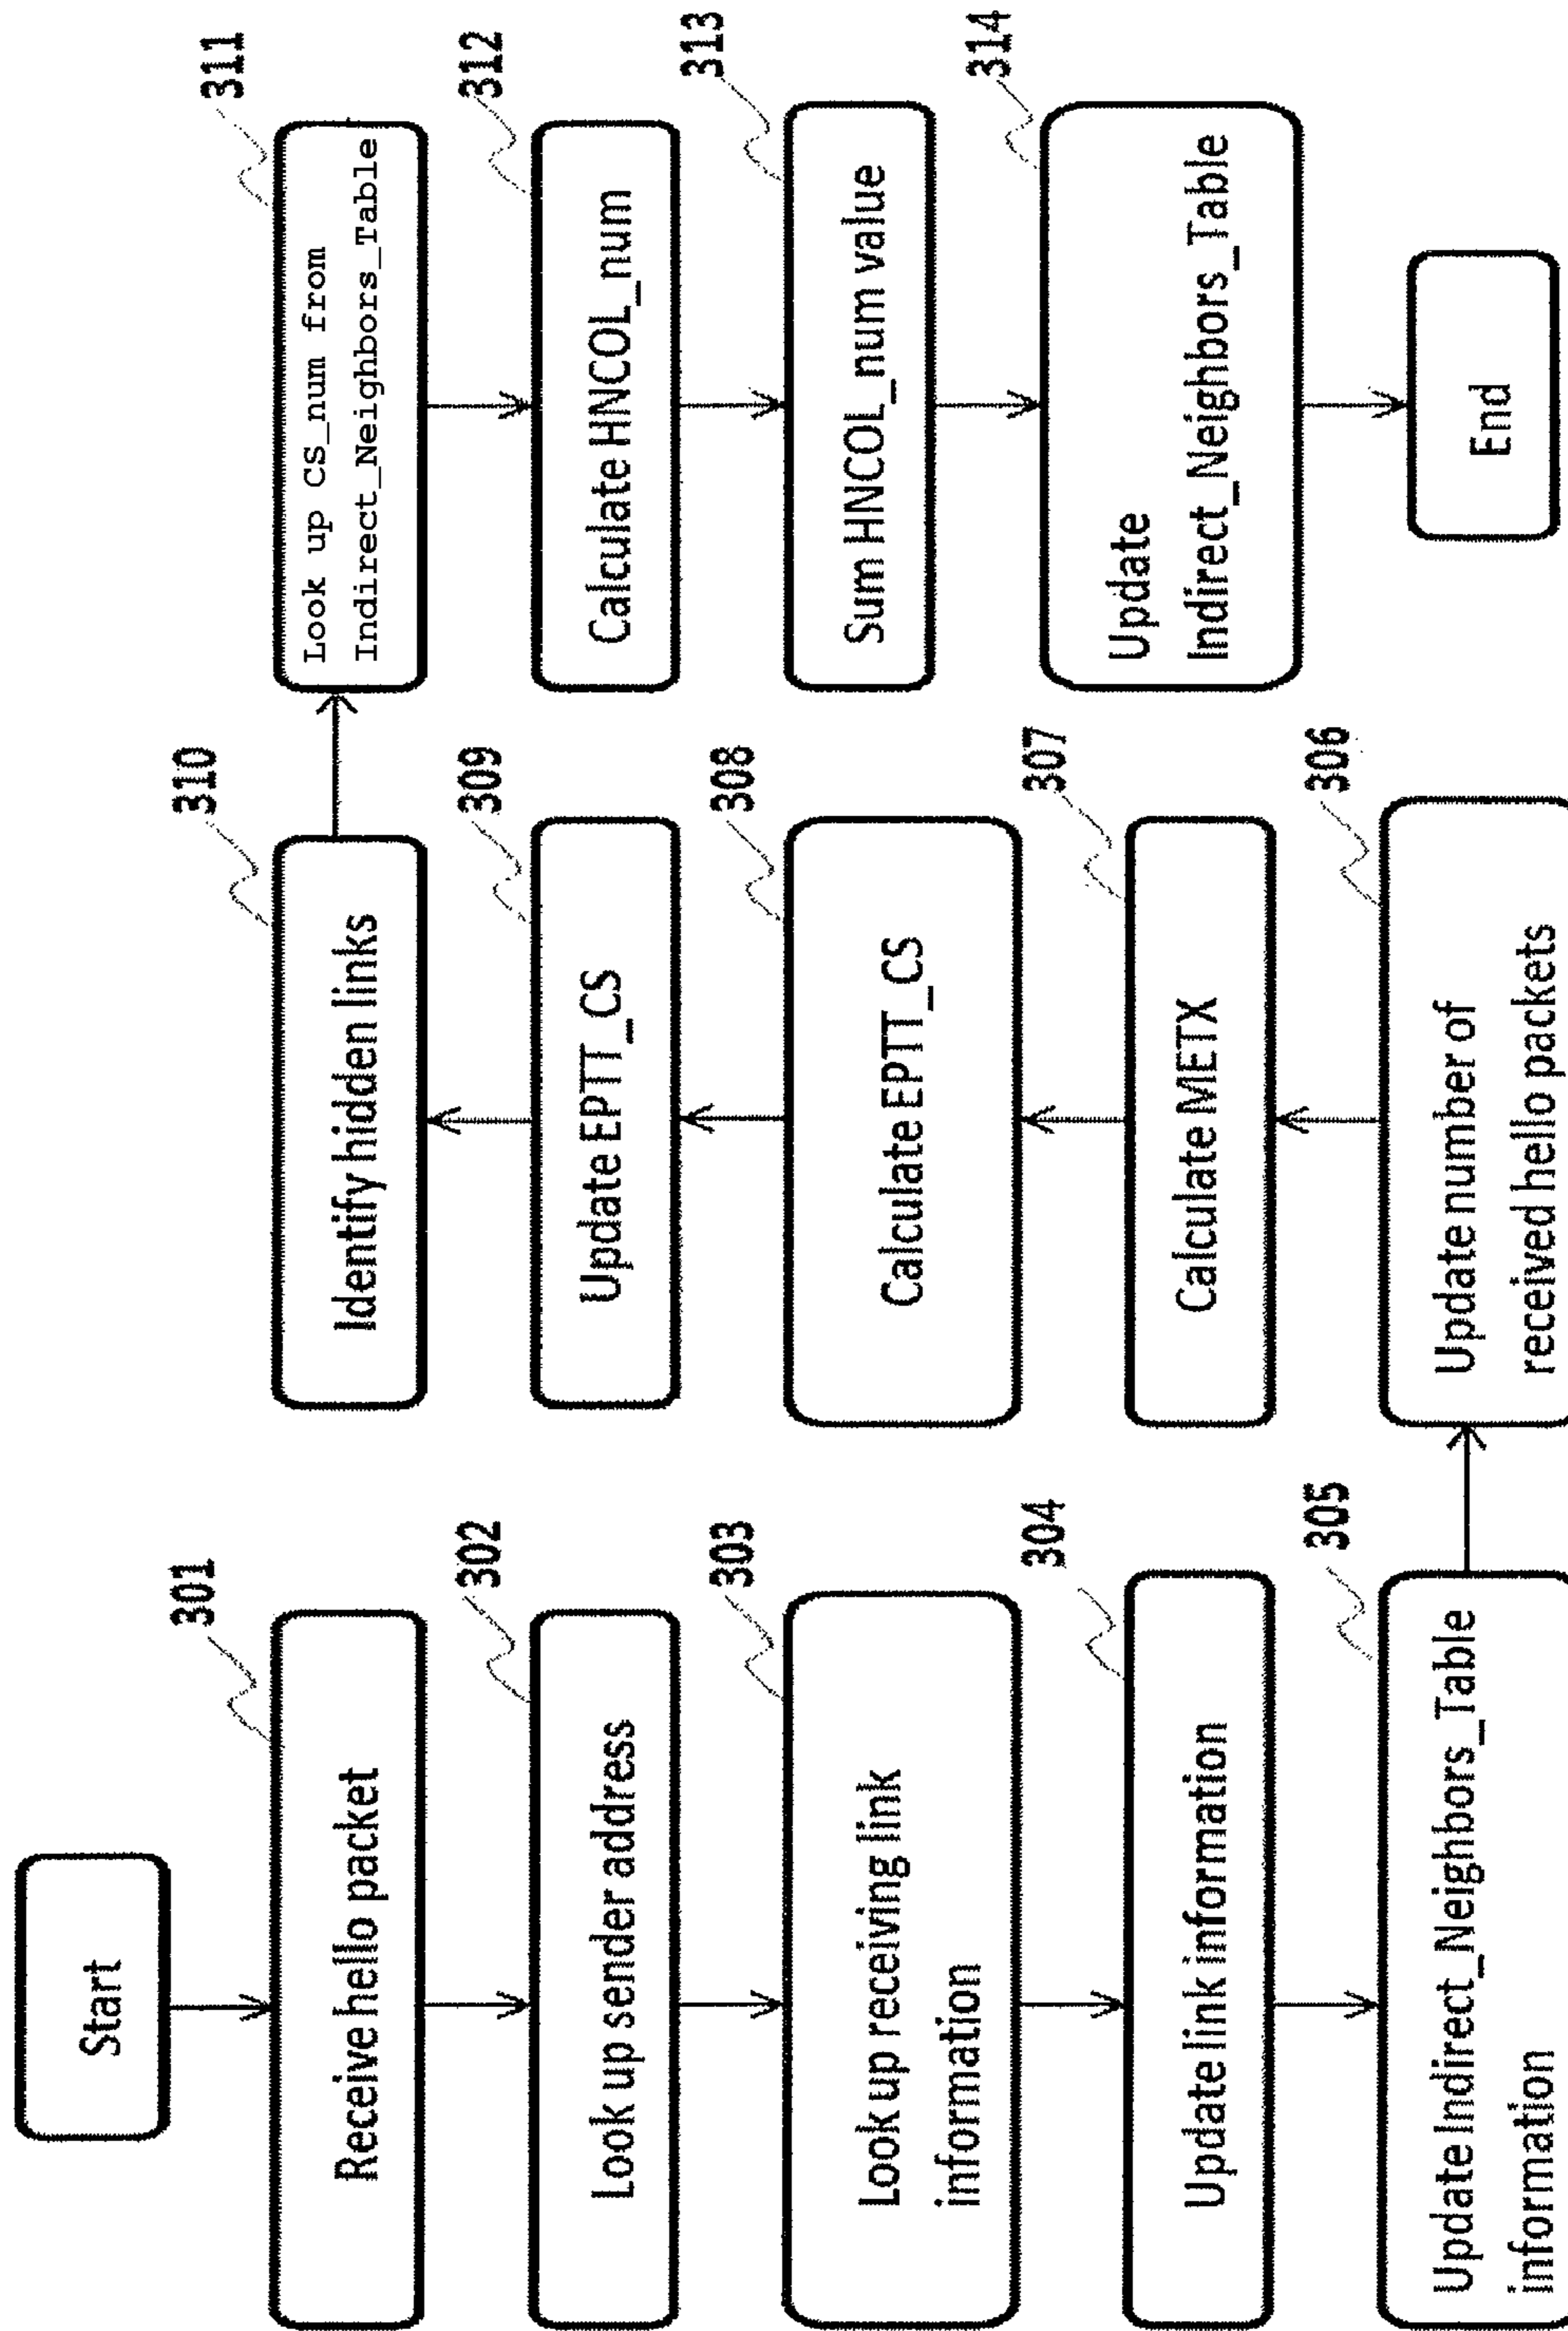 Start
301
Receive hello packet
302
Look up sender address
303
Look up receiving link
information
304
Update link information
305
Update Indirect_Neighbors_Table
information
306
Update number of
received hello packets
307
Calculate METX
308
Calculate EPTT_CS
309
Update EPTT_CS
310
Identify hidden links
311
Look up CS_num from
Indirect_Neighbors_Table
312
Calculate HNCOL_num
313
Sum HNCOL_num value
314
Update
Indirect_Neighbors_Table
End